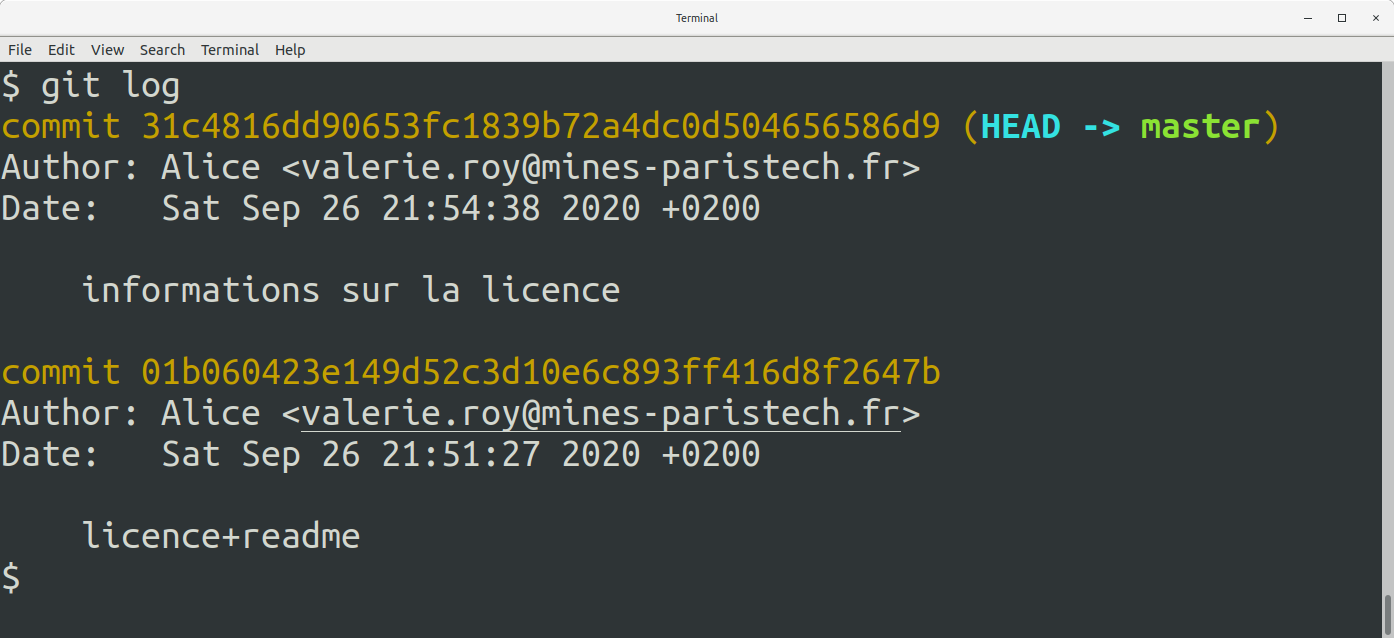 Terminal
File Edit View Search Terminal Help
$ git log
commit 31c4816dd90653fc1839b72a4dc0d504656586d9 (HEAD -> master)
Author: Alice <valerie.roy@mines-paristech.fr>
Date:   Sat Sep 26 21:54:38 2020 +0200
informations sur la licence
commit 01b060423e149d52c3d10e6c893ff416d8f2647b
Author: Alice <valerie.roy@mines-paristech.fr>
Date:   Sat Sep 26 21:51:27 2020 +0200
licence+readme
$